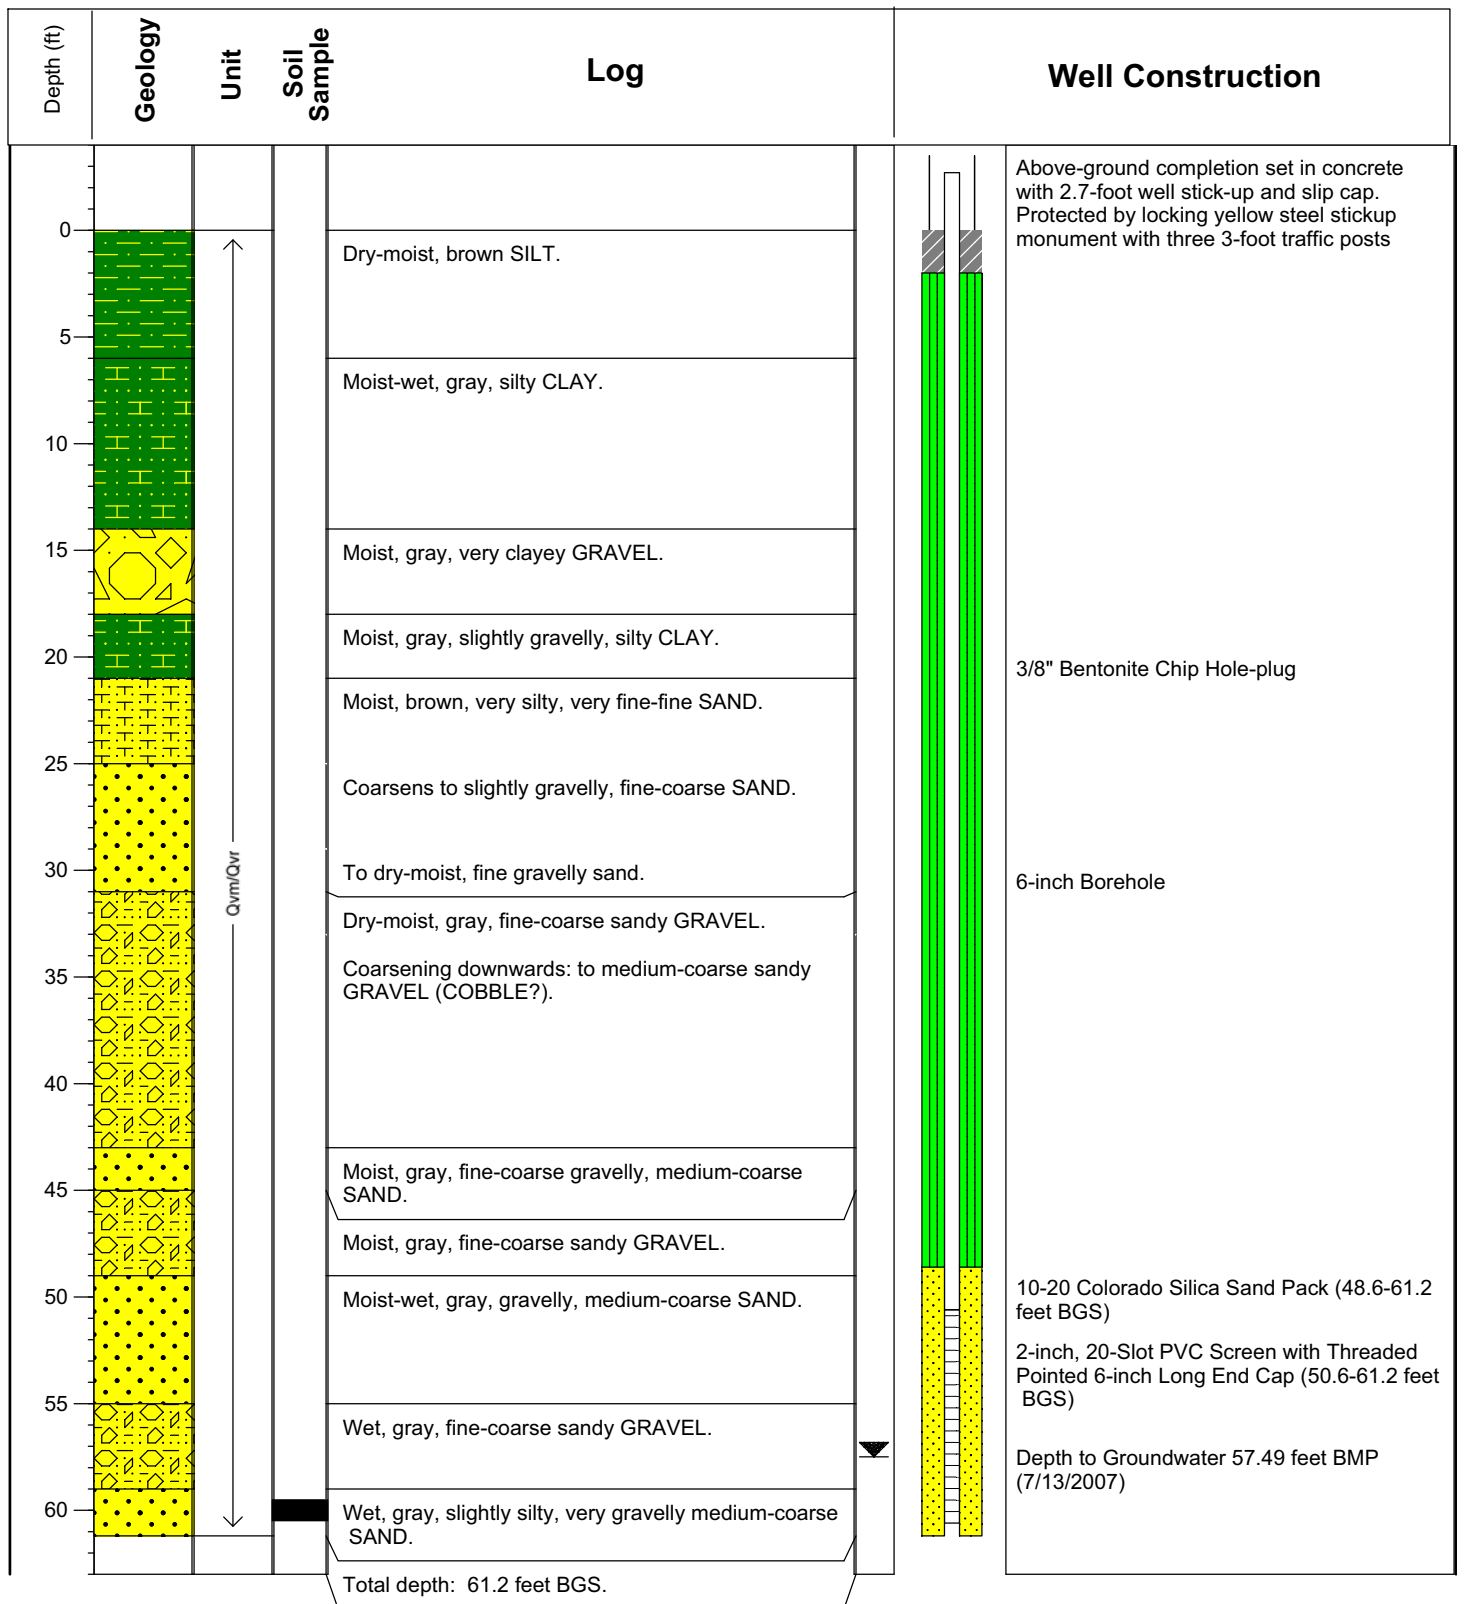 Depth (ft)
Geology
Unit
Soil
Sample
Log
Well Construction
Above-ground completion set in concrete
with 2.7-foot well stick-up and slip cap.
Protected by locking yellow steel stickup
monument with three 3-foot traffic posts
0
Dry-moist, brown SILT.
5
Moist-wet, gray, silty CLAY.
10
15
Moist, gray, very clayey GRAVEL.
Moist, gray, slightly gravelly, silty CLAY.
20
3/8" Bentonite Chip Hole-plug
Moist, brown, very silty, very fine-fine SAND.
25
Coarsens to slightly gravelly, fine-coarse SAND.
30
To dry-moist, fine gravelly sand.
Qvm/Qvr
6-inch Borehole
Dry-moist, gray, fine-coarse sandy GRAVEL.
35
Coarsening downwards: to medium-coarse sandy
GRAVEL (COBBLE?).
40
Moist, gray, fine-coarse gravelly, medium-coarse
SAND.
45
Moist, gray, fine-coarse sandy GRAVEL.
50
Moist-wet, gray, gravelly, medium-coarse SAND.
10-20 Colorado Silica Sand Pack (48.6-61.2
feet BGS)
2-inch, 20-Slot PVC Screen with Threaded
Pointed 6-inch Long End Cap (50.6-61.2 feet
BGS)
55
Wet, gray, fine-coarse sandy GRAVEL.
Depth to Groundwater 57.49 feet BMP
(7/13/2007)
60
Wet, gray, slightly silty, very gravelly medium-coarse
SAND.
Total depth: 61.2 feet BGS.